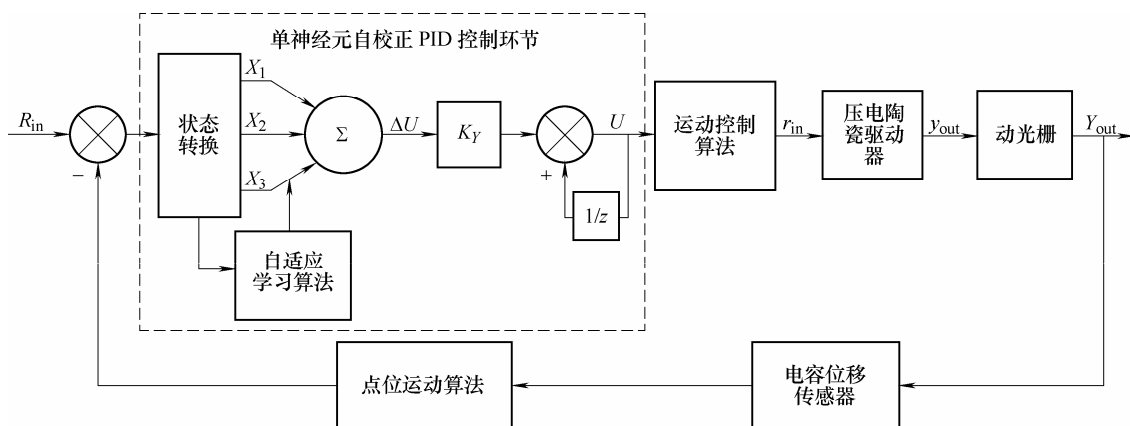 单神经元自校正 PID 控制环节
R_in
−
状态
转换
X_1
X_2
X_3
Σ
ΔU
K_Y
+
U
1/z
自适应
学习算法
运动控制
算法
r_in
压电陶
瓷驱动
器
y_out
动光栅
Y_out
点位运动算法
电容位移
传感器